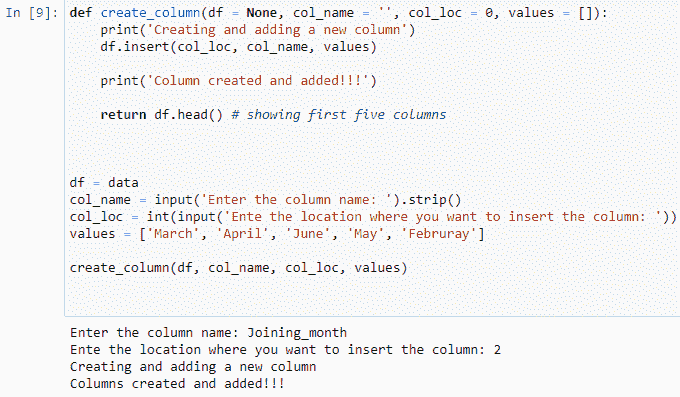 In [9]: def create_column(df = None, col_name = '', col_loc = 0, values = []):
    print('Creating and adding a new column')
    df.insert(col_loc, col_name, values)
    print('Column created and added!!!')
    return df.head() # showing first five columns
df = data
col_name = input('Enter the column name: ').strip()
col_loc = int(input('Ente the location where you want to insert the column: '))
values = ['March', 'April', 'June', 'May', 'Februray']
create_column(df, col_name, col_loc, values)
Enter the column name: Joining_month
Ente the location where you want to insert the column: 2
Creating and adding a new column
Columns created and added!!!